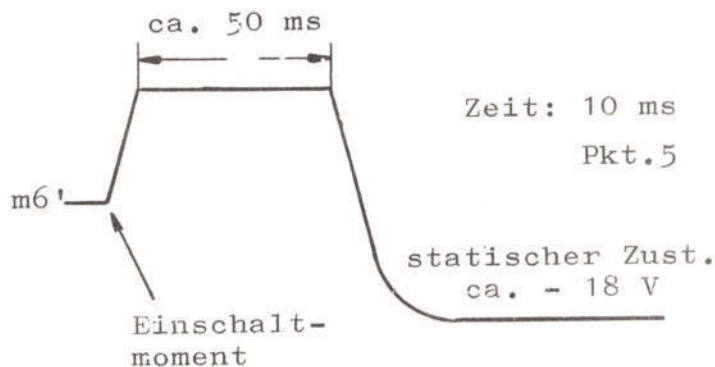 ca. 50 ms
Zeit: 10 ms
Pkt.5
m6'
statischer Zust.
ca. - 18 V
Einschalt-
moment